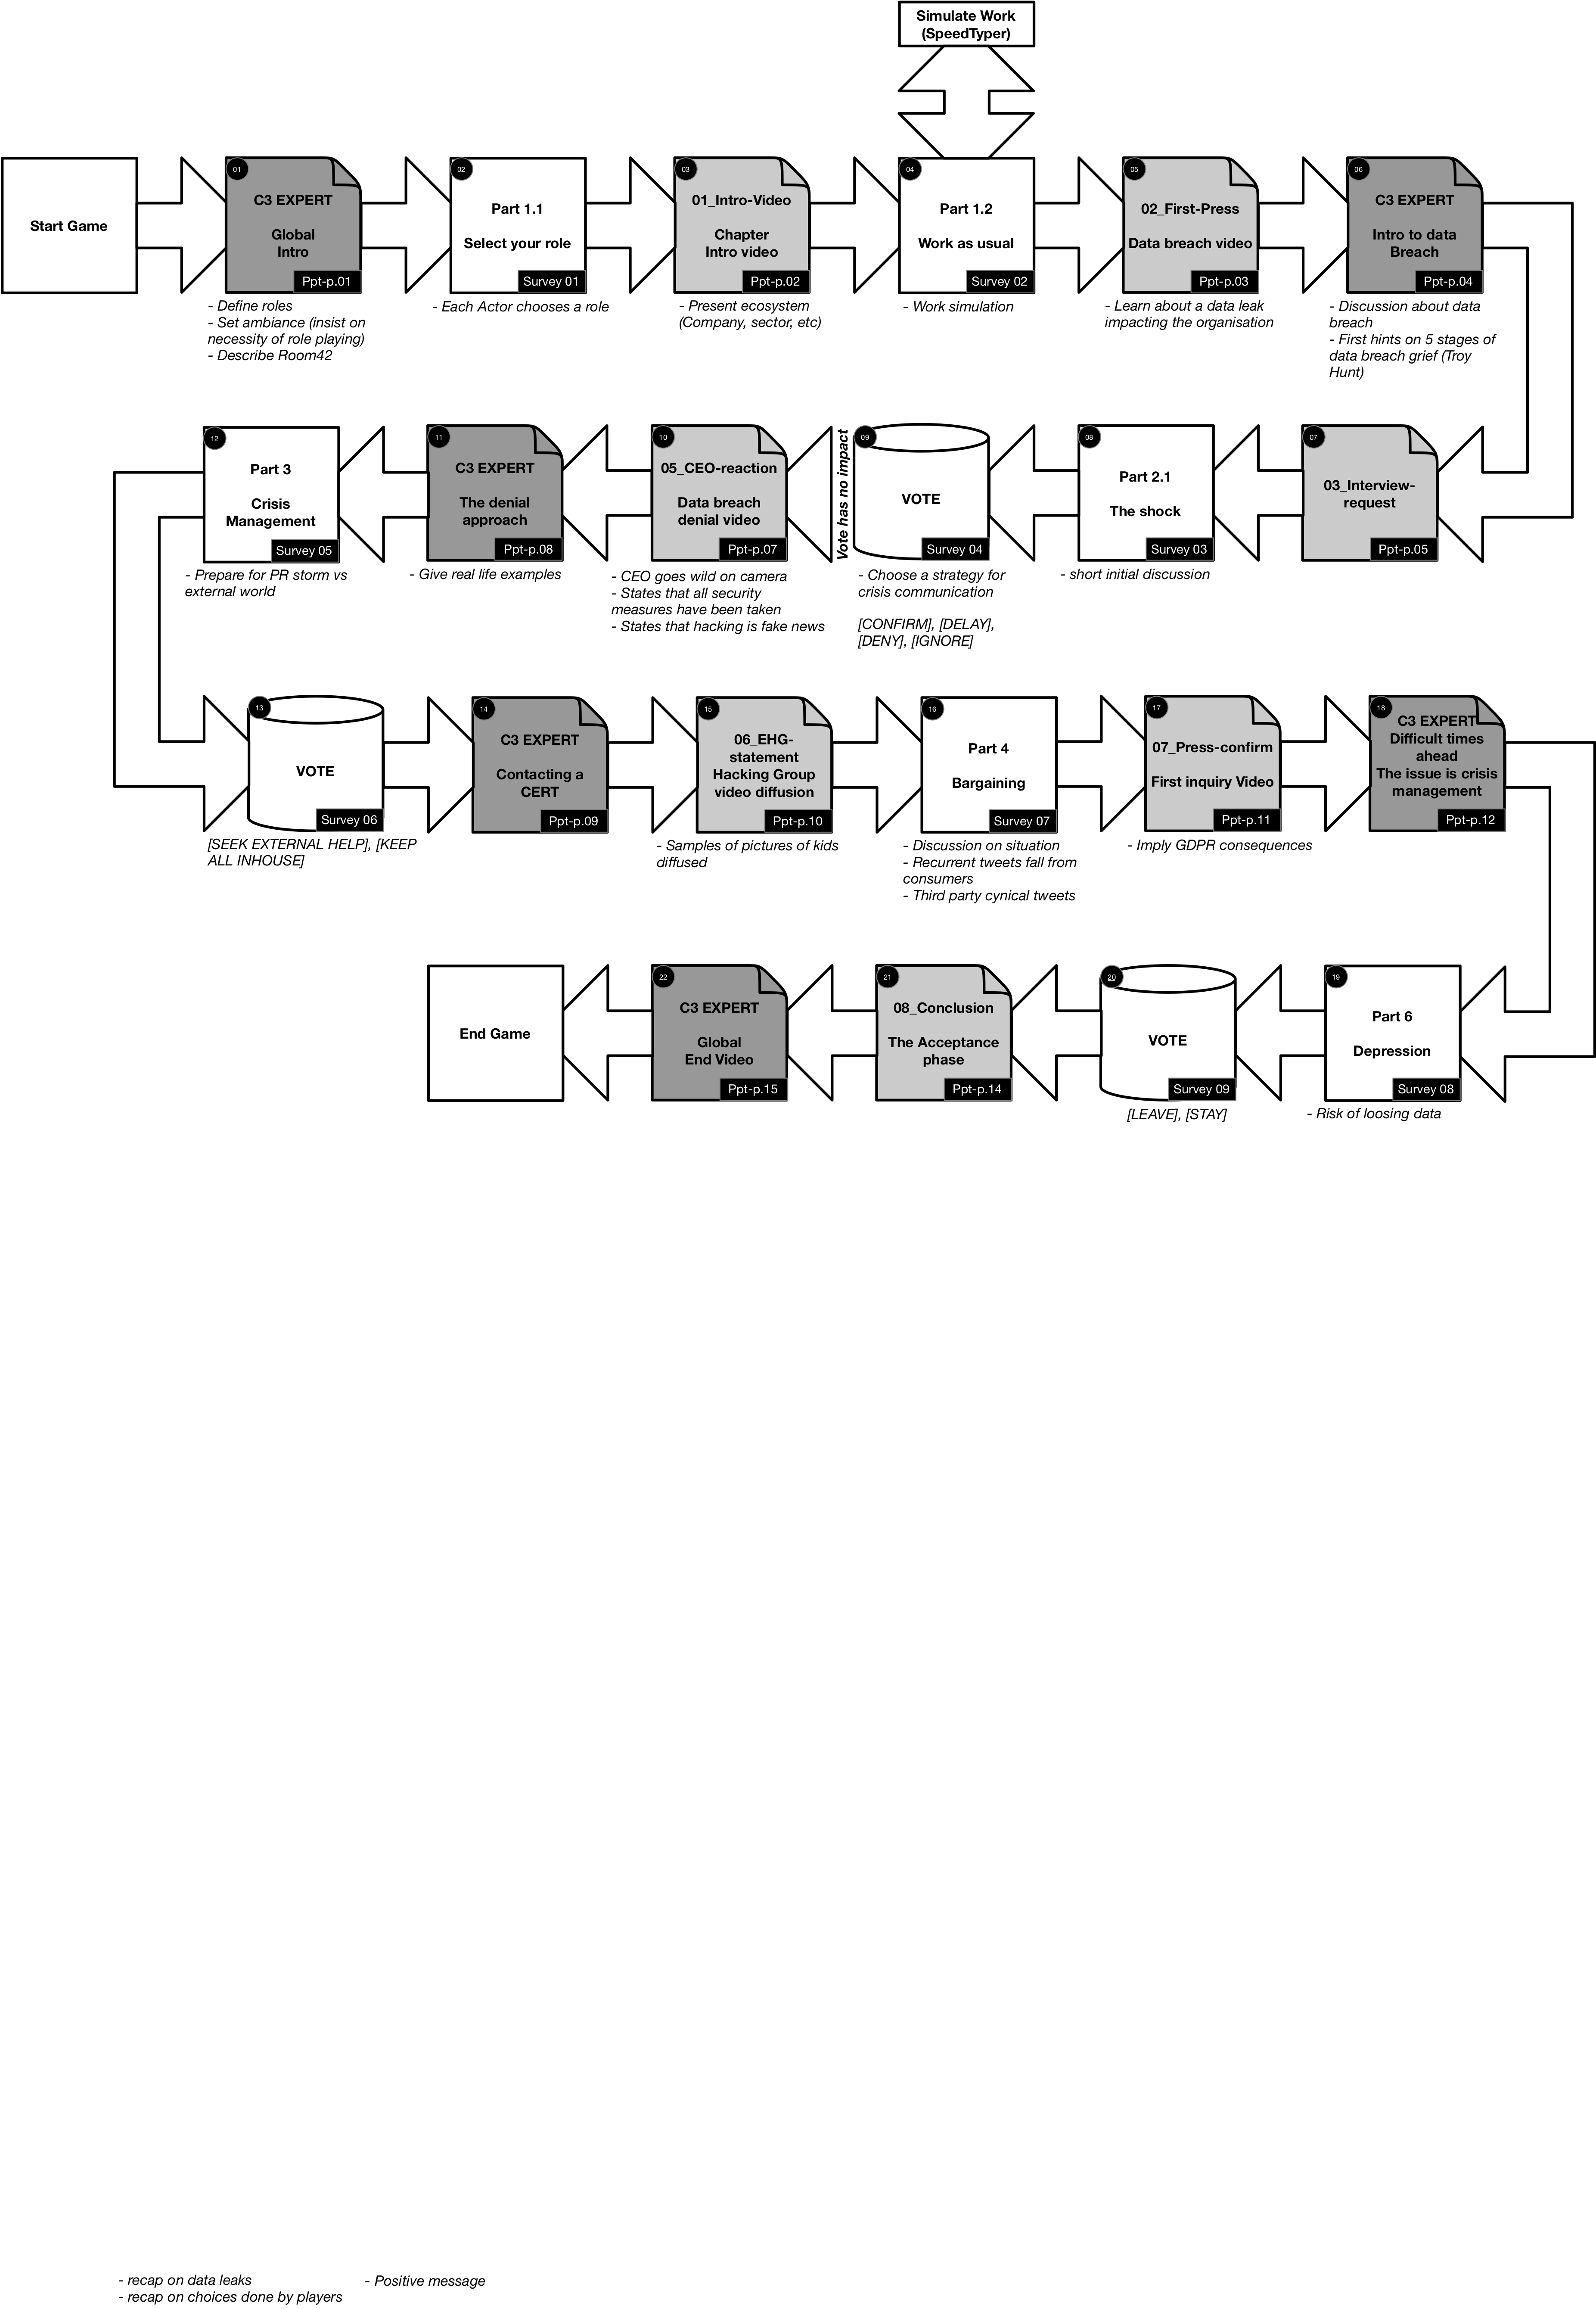 Simulate Work
(SpeedTyper)
Start Game
01
C3 EXPERT
Global
Intro
Ppt-p.01
- Define roles
- Set ambiance (insist on
necessity of role playing)
- Describe Room42
02
Part 1.1
Select your role
Survey 01
- Each Actor chooses a role
03
01_Intro-Video
Chapter
Intro video
Ppt-p.02
- Present ecosystem
(Company, sector, etc)
04
Part 1.2
Work as usual
Survey 02
- Work simulation
05
02_First-Press
Data breach video
Ppt-p.03
- Learn about a data leak
impacting the organisation
06
C3 EXPERT
Intro to data
Breach
Ppt-p.04
- Discussion about data
breach
- First hints on 5 stages of
data breach grief (Troy
Hunt)
07
03_Interview-
request
Ppt-p.05
08
Part 2.1
The shock
Survey 03
- short initial discussion
09
VOTE
Survey 04
- Choose a strategy for
crisis communication
[CONFIRM], [DELAY],
[DENY], [IGNORE]
Vote has no impact
10
05_CEO-reaction
Data breach
denial video
Ppt-p.07
- CEO goes wild on camera
- States that all security
measures have been taken
- States that hacking is fake news
11
C3 EXPERT
The denial
approach
Ppt-p.08
- Give real life examples
12
Part 3
Crisis
Management
Survey 05
- Prepare for PR storm vs
external world
13
VOTE
Survey 06
[SEEK EXTERNAL HELP], [KEEP
ALL INHOUSE]
14
C3 EXPERT
Contacting a
CERT
Ppt-p.09
15
06_EHG-
statement
Hacking Group
video diffusion
Ppt-p.10
- Samples of pictures of kids
diffused
16
Part 4
Bargaining
Survey 07
- Discussion on situation
- Recurrent tweets fall from
consumers
- Third party cynical tweets
17
07_Press-confirm
First inquiry Video
Ppt-p.11
- Imply GDPR consequences
18
C3 EXPERT
Difficult times
ahead
The issue is crisis
management
Ppt-p.12
19
Part 6
Depression
Survey 08
- Risk of loosing data
20
VOTE
Survey 09
[LEAVE], [STAY]
21
08_Conclusion
The Acceptance
phase
Ppt-p.14
22
C3 EXPERT
Global
End Video
Ppt-p.15
End Game
- recap on data leaks
- recap on choices done by players
- Positive message